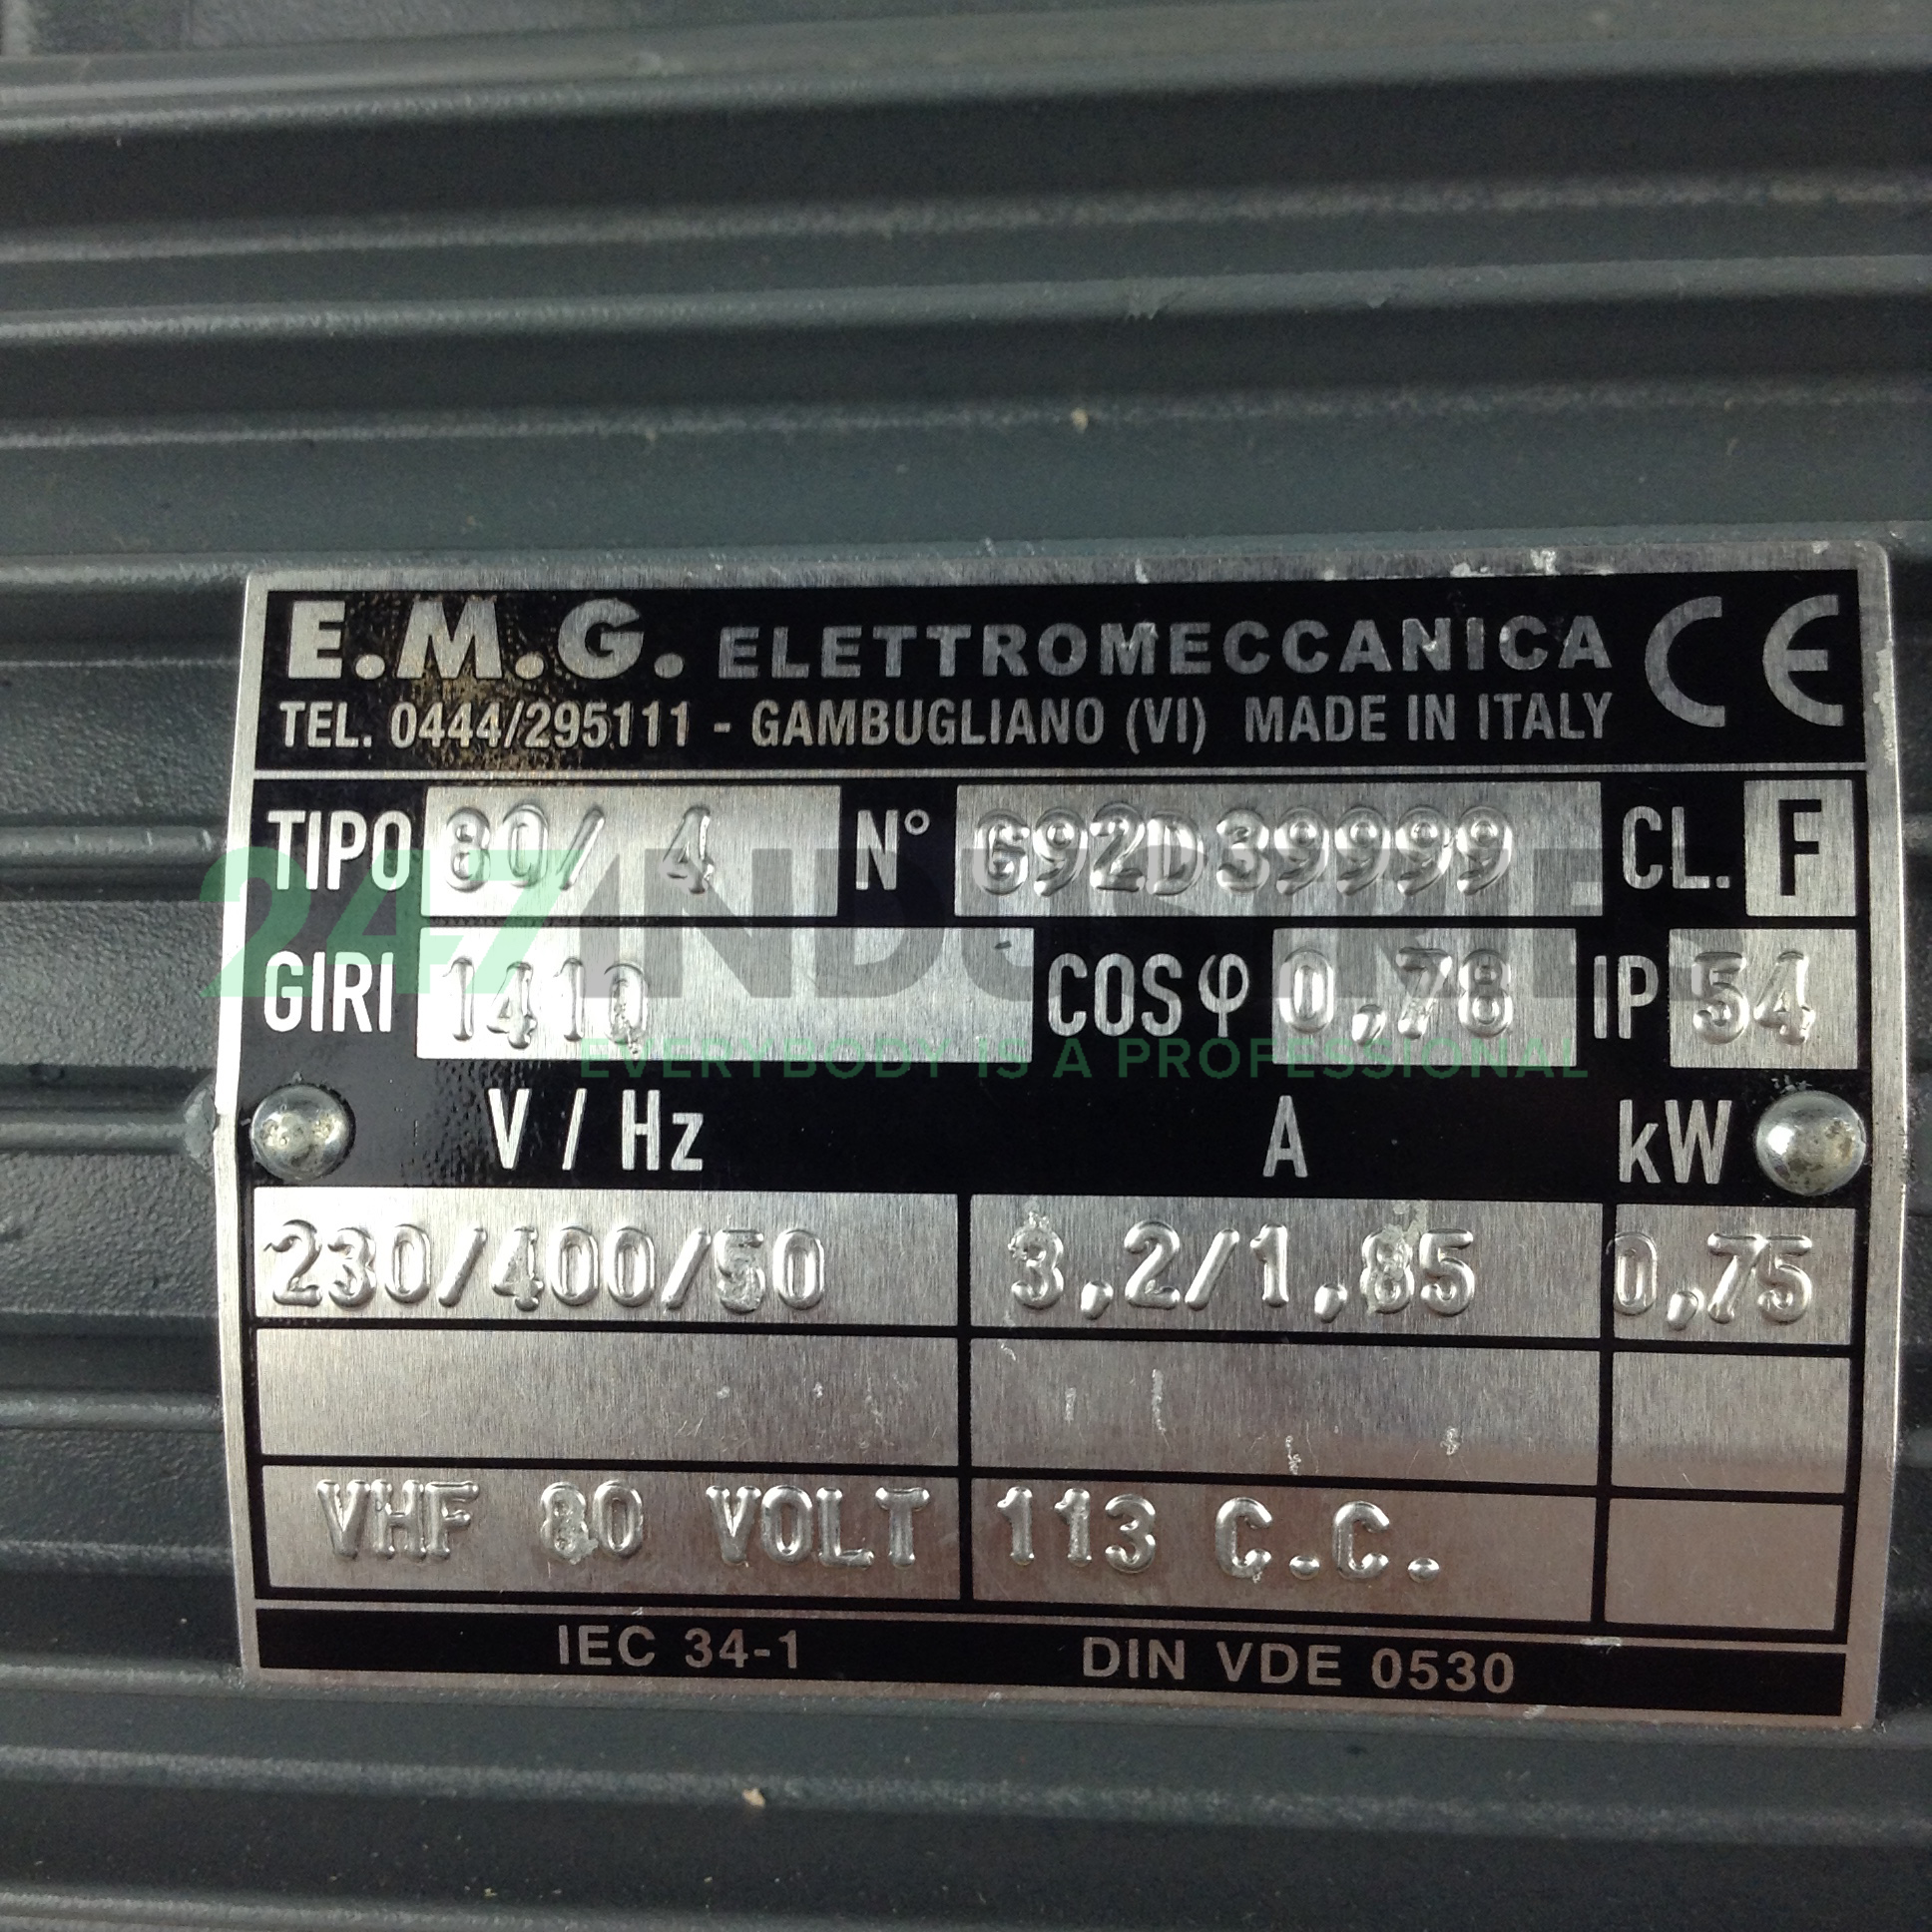 E.M.G. ELETTROMECCANICA CE
TEL. 0444/295111 - GAMBUGLIANO (VI) MADE IN ITALY
TIPO 80/ 4 N° G92D39999 CL. F
247INDUSTRIES
GIRI 1410 COSφ 0,78 IP 54
EVERYBODY IS A PROFESSIONAL
V / Hz A kW
230/400/50 3,2/1,85 0,75
VHF 80 VOLT 113 C.C.
IEC 34-1 DIN VDE 0530